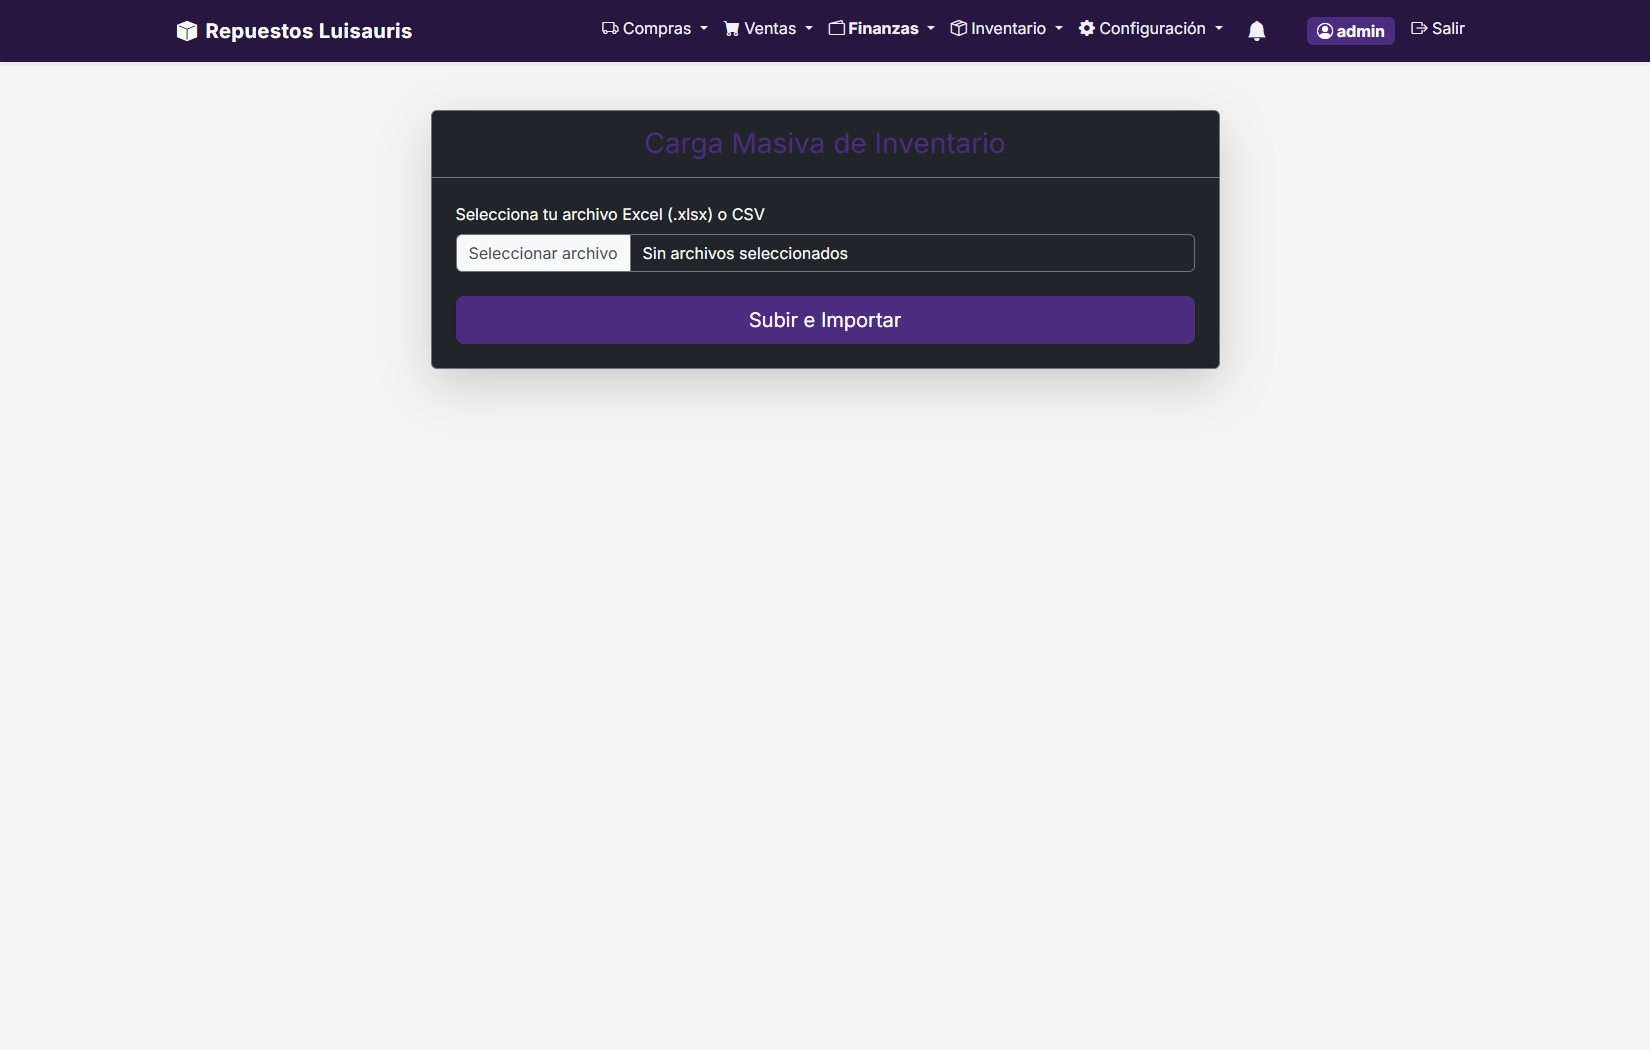 Repuestos Luisauris
Compras Ventas Finanzas Inventario Configuración admin Salir
Carga Masiva de Inventario
Selecciona tu archivo Excel (.xlsx) o CSV
Seleccionar archivo Sin archivos seleccionados
Subir e Importar